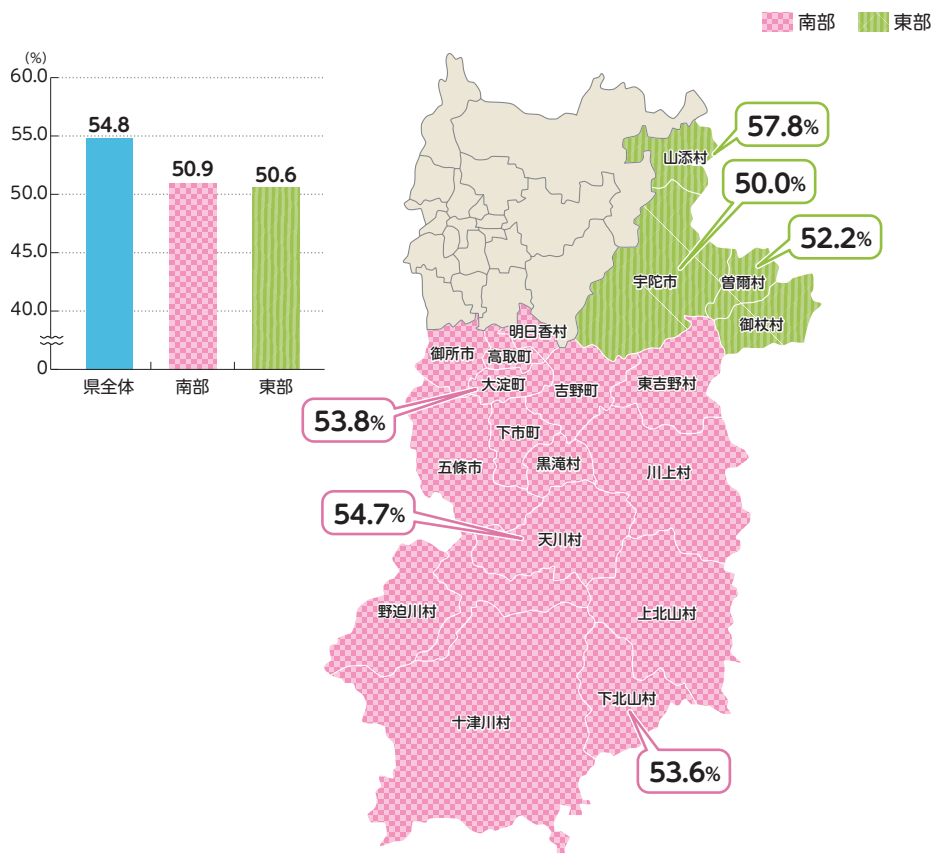 南部 東部
(%)
60.0
55.0
50.0
45.0
40.0
0
54.8
50.9
50.6
県全体 南部 東部
57.8%
山添村
50.0%
52.2%
宇陀市
曽爾村
御杖村
明日香村
御所市
高取町
大淀町
吉野町
東吉野村
53.8%
下市町
黒滝村
五條市
川上村
54.7%
天川村
野迫川村
上北山村
下北山村
十津川村
53.6%